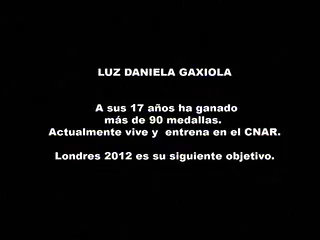 LUZ DANIELA GAXIOLA
A sus 17 años ha ganado
más de 90 medallas.
Actualmente vive y entrena en el CNAR.
Londres 2012 es su siguiente objetivo.